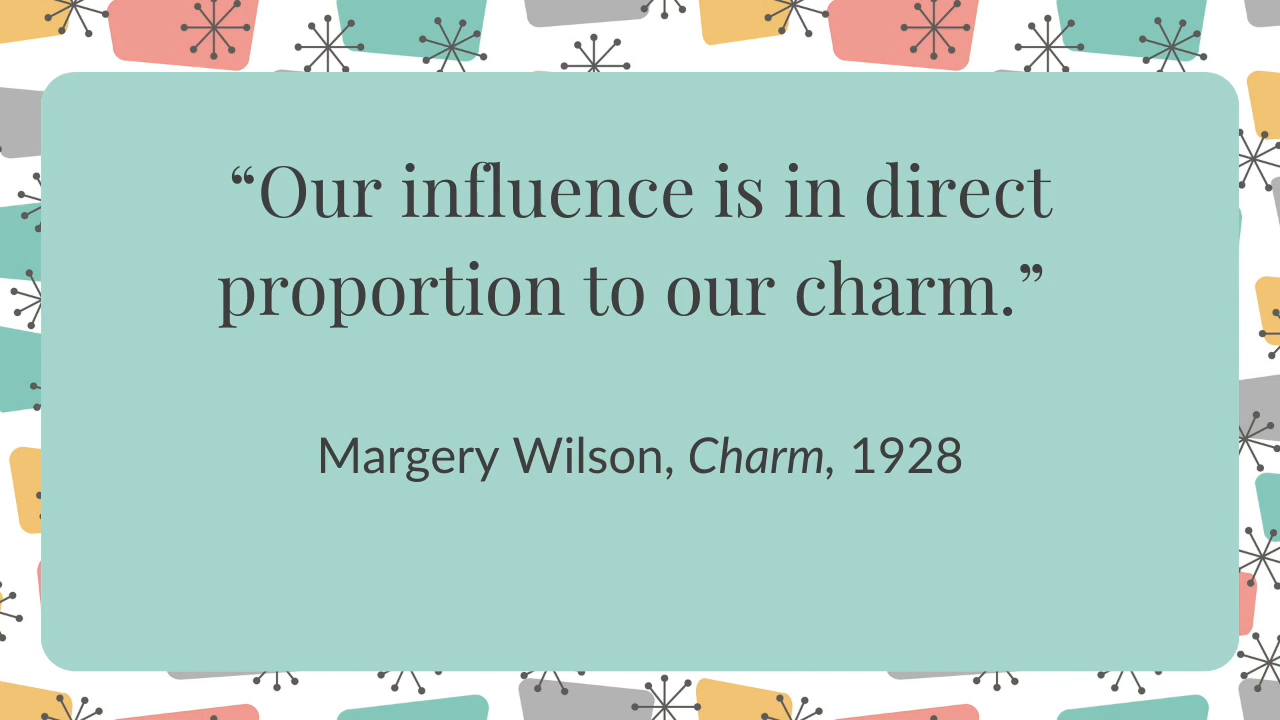 “Our influence is in direct
proportion to our charm.”
Margery Wilson, Charm, 1928